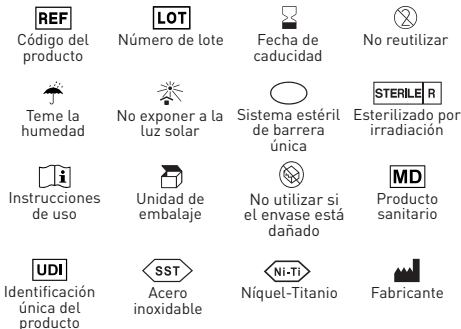 REF
LOT
Código del
producto
Número de lote
Fecha de
caducidad
No reutilizar
2
STERILE R
Teme la
humedad
No exponer a la
luz solar
Sistema estéril
de barrera
única
Esterilizado por
irradiación
i
MD
Instrucciones
de uso
Unidad de
embalaje
No utilizar si
el envase está
dañado
Producto
sanitario
UDI
SST
Ni-Ti
Identificación
única del
producto
Acero
inoxidable
Níquel-Titanio
Fabricante